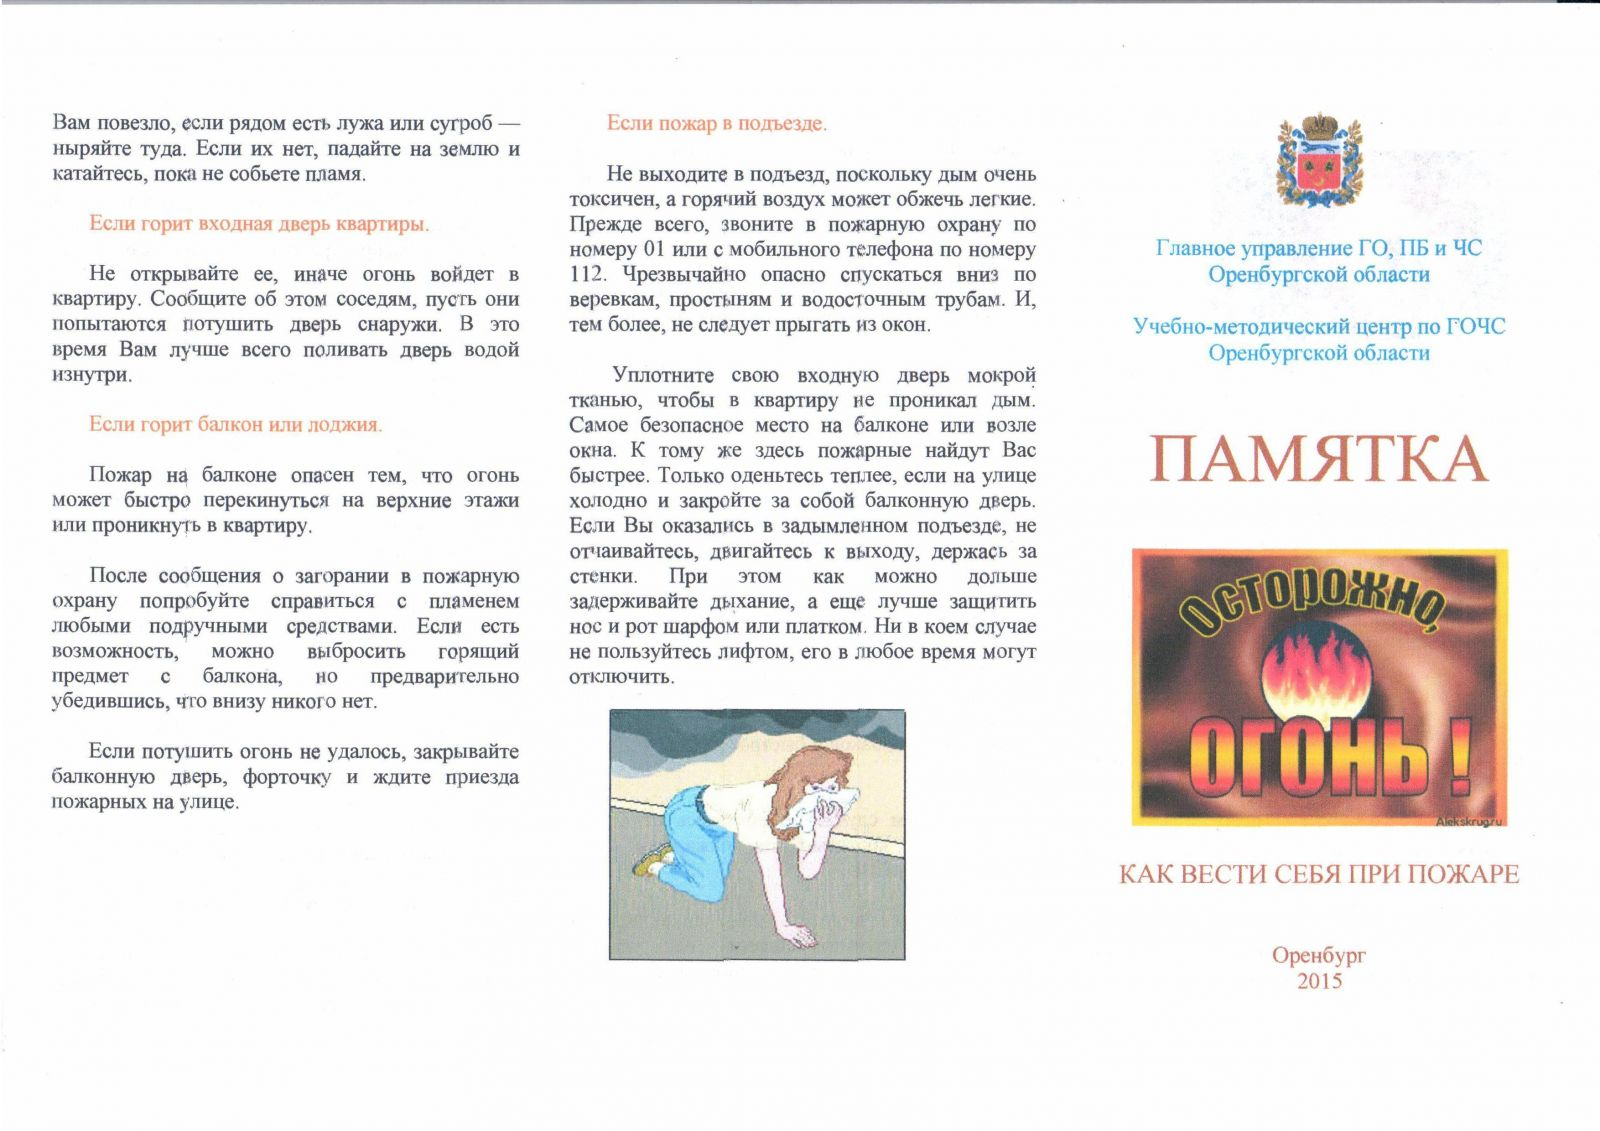 Вам повезло, если рядом есть лужа или сугроб —
ныряйте туда. Если их нет, падайте на землю и
катайтесь, пока не собьете пламя.
Если горит входная дверь квартиры.
Не открывайте ее, иначе огонь войдет в
квартиру. Сообщите об этом соседям, пусть они
попытаются потушить дверь снаружи. В это
время Вам лучше всего поливать дверь водой
изнутри.
Если горит балкон или лоджия.
Пожар на балконе опасен тем, что огонь
может быстро перекинуться на верхние этажи
или проникнуть в квартиру.
После сообщения о загорании в пожарную
охрану попробуйте справиться с пламенем
любыми подручными средствами. Если есть
возможность, можно выбросить горящий
предмет с балкона, но предварительно
убедившись, что внизу никого нет.
Если потушить огонь не удалось, закрывайте
балконную дверь, форточку и ждите приезда
пожарных на улице.
Если пожар в подъезде.
Не выходите в подъезд, поскольку дым очень
токсичен, а горячий воздух может обжечь легкие.
Прежде всего, звоните в пожарную охрану по
номеру 01 или с мобильного телефона по номеру
112. Чрезвычайно опасно спускаться вниз по
веревкам, простыням и водосточным трубам. И,
тем более, не следует прыгать из окон.
Уплотните свою входную дверь мокрой
тканью, чтобы в квартиру не проникал дым.
Самое безопасное место на балконе или возле
окна. К тому же здесь пожарные найдут Вас
быстрее. Только оденьтесь теплее, если на улице
холодно и закройте за собой балконную дверь.
Если Вы оказались в задымленном подъезде, не
отчаивайтесь, двигайтесь к выходу, держась за
стенки. При этом как можно дольше
задерживайте дыхание, а еще лучше защитить
нос и рот шарфом или платком. Ни в коем случае
не пользуйтесь лифтом, его в любое время могут
отключить.
Главное управление ГО, ПБ и ЧС
Оренбургской области
Учебно-методический центр по ГОЧС
Оренбургской области
ПАМЯТКА
Осторожно,
ОГОНЬ !
Alekskrug.ru
КАК ВЕСТИ СЕБЯ ПРИ ПОЖАРЕ
Оренбург
2015